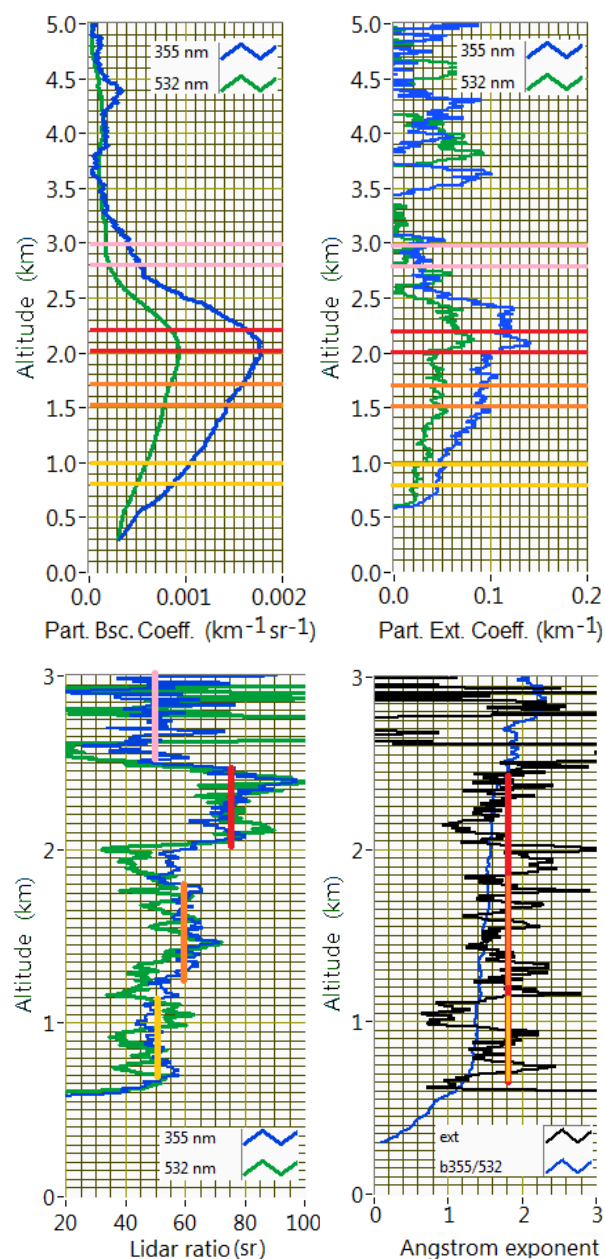 5.0
4.5
4.0
3.5
3.0
2.5
2.0
1.5
1.0
0.5
0.0
Altitude (km)
355 nm
532 nm
0.0 0.001 0.002
Part. Bsc. Coeff. (km⁻¹sr⁻¹)
5.0
4.5
4.0
3.5
3.0
2.5
2.0
1.5
1.0
0.5
0.0
Altitude (km)
355 nm
532 nm
0.0 0.1 0.2
Part. Ext. Coeff. (km⁻¹)
3
2
1
0
Altitude (km)
355 nm
532 nm
20 40 60 80 100
Lidar ratio (sr)
3
2
1
0
Altitude (km)
ext
b355/532
0 1 2 3
Angstrom exponent